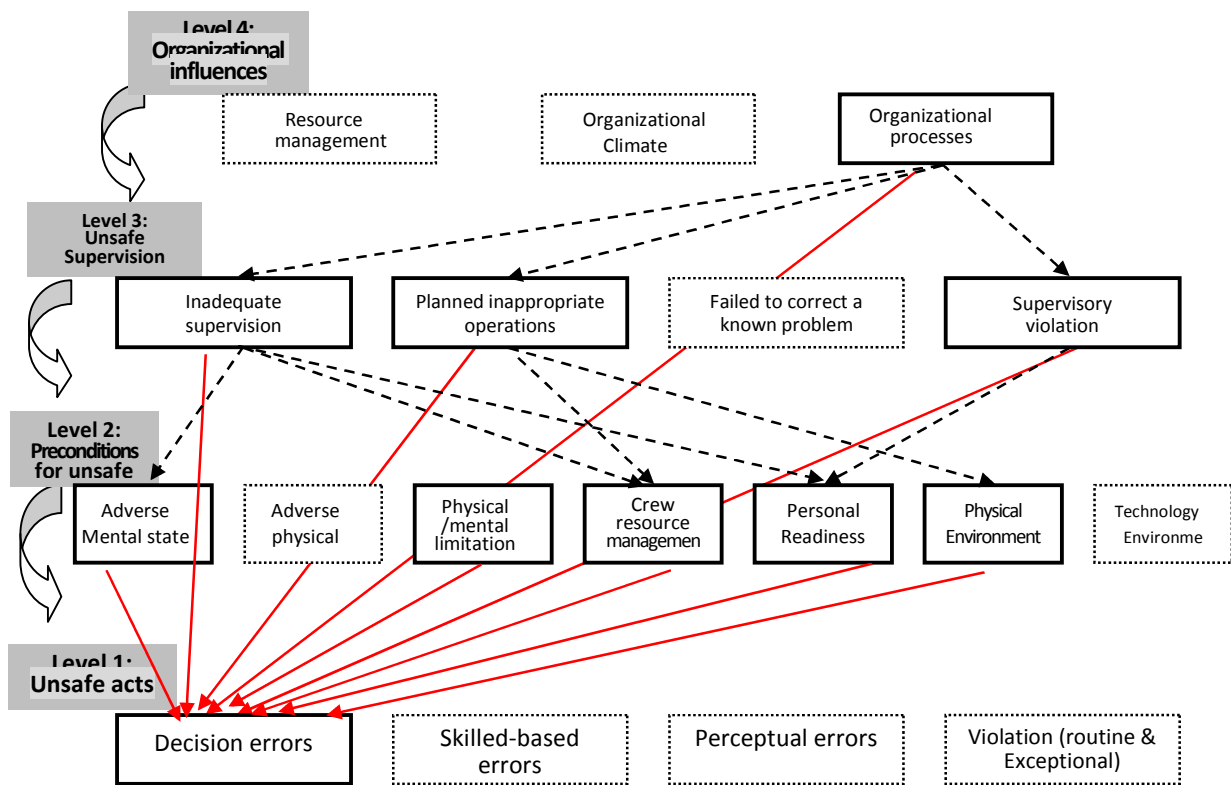 Level 4:
Organizational
influences
Resource
management
Organizational
Climate
Organizational
processes
Level 3:
Unsafe
Supervision
Inadequate
supervision
Planned inappropriate
operations
Failed to correct a
known problem
Supervisory
violation
Level 2:
Preconditions
for unsafe
Adverse
Mental state
Adverse
physical
Physical
/mental
limitation
Crew
resource
managemen
Personal
Readiness
Physical
Environment
Technology
Environme
Level 1:
Unsafe acts
Decision errors
Skilled-based
errors
Perceptual errors
Violation (routine &
Exceptional)